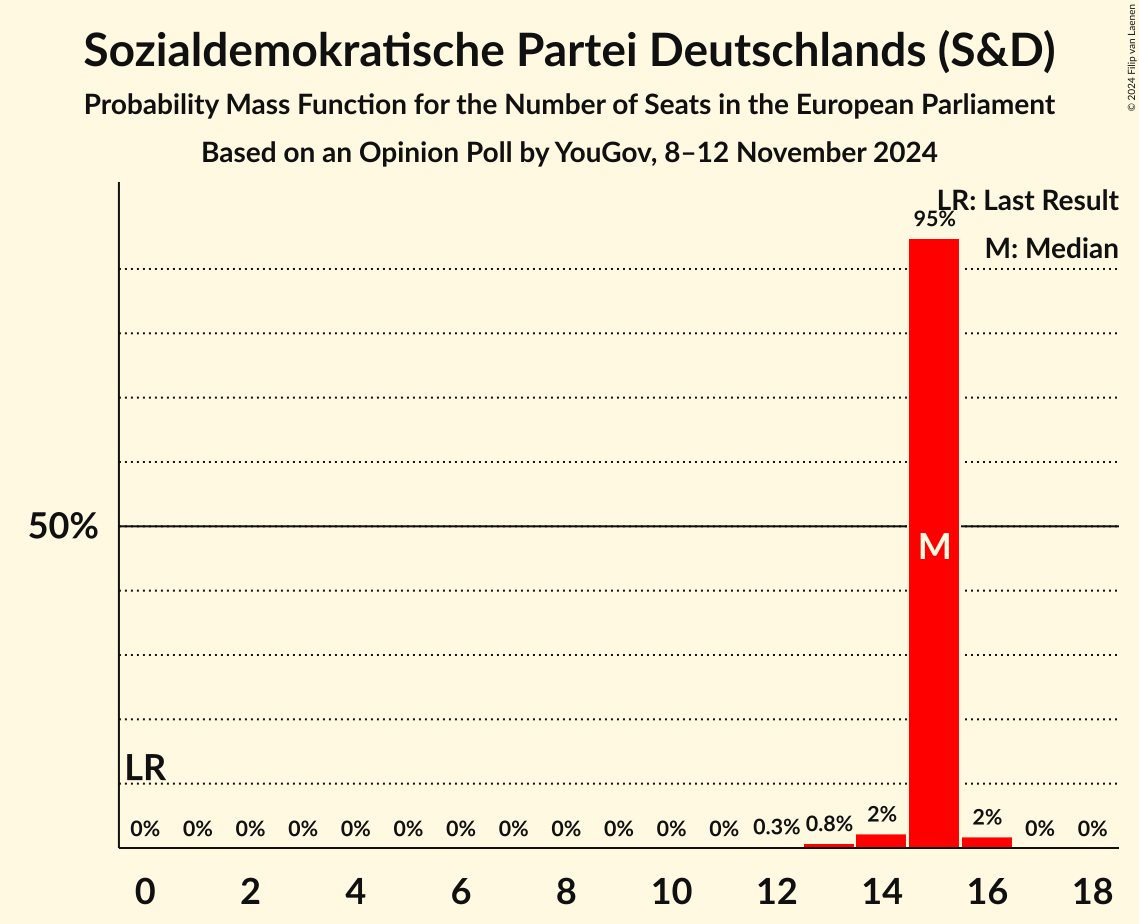 Sozialdemokratische Partei Deutschlands (S&D)
Probability Mass Function for the Number of Seats in the European Parliament
Based on an Opinion Poll by YouGov, 8–12 November 2024
© 2024 Filip van Laenen
LR: Last Result
M: Median
95%
50%
M
LR
0% 0% 0% 0% 0% 0% 0% 0% 0% 0% 0% 0% 0.3% 0.8% 2% 2% 0% 0%
0 2 4 6 8 10 12 14 16 18